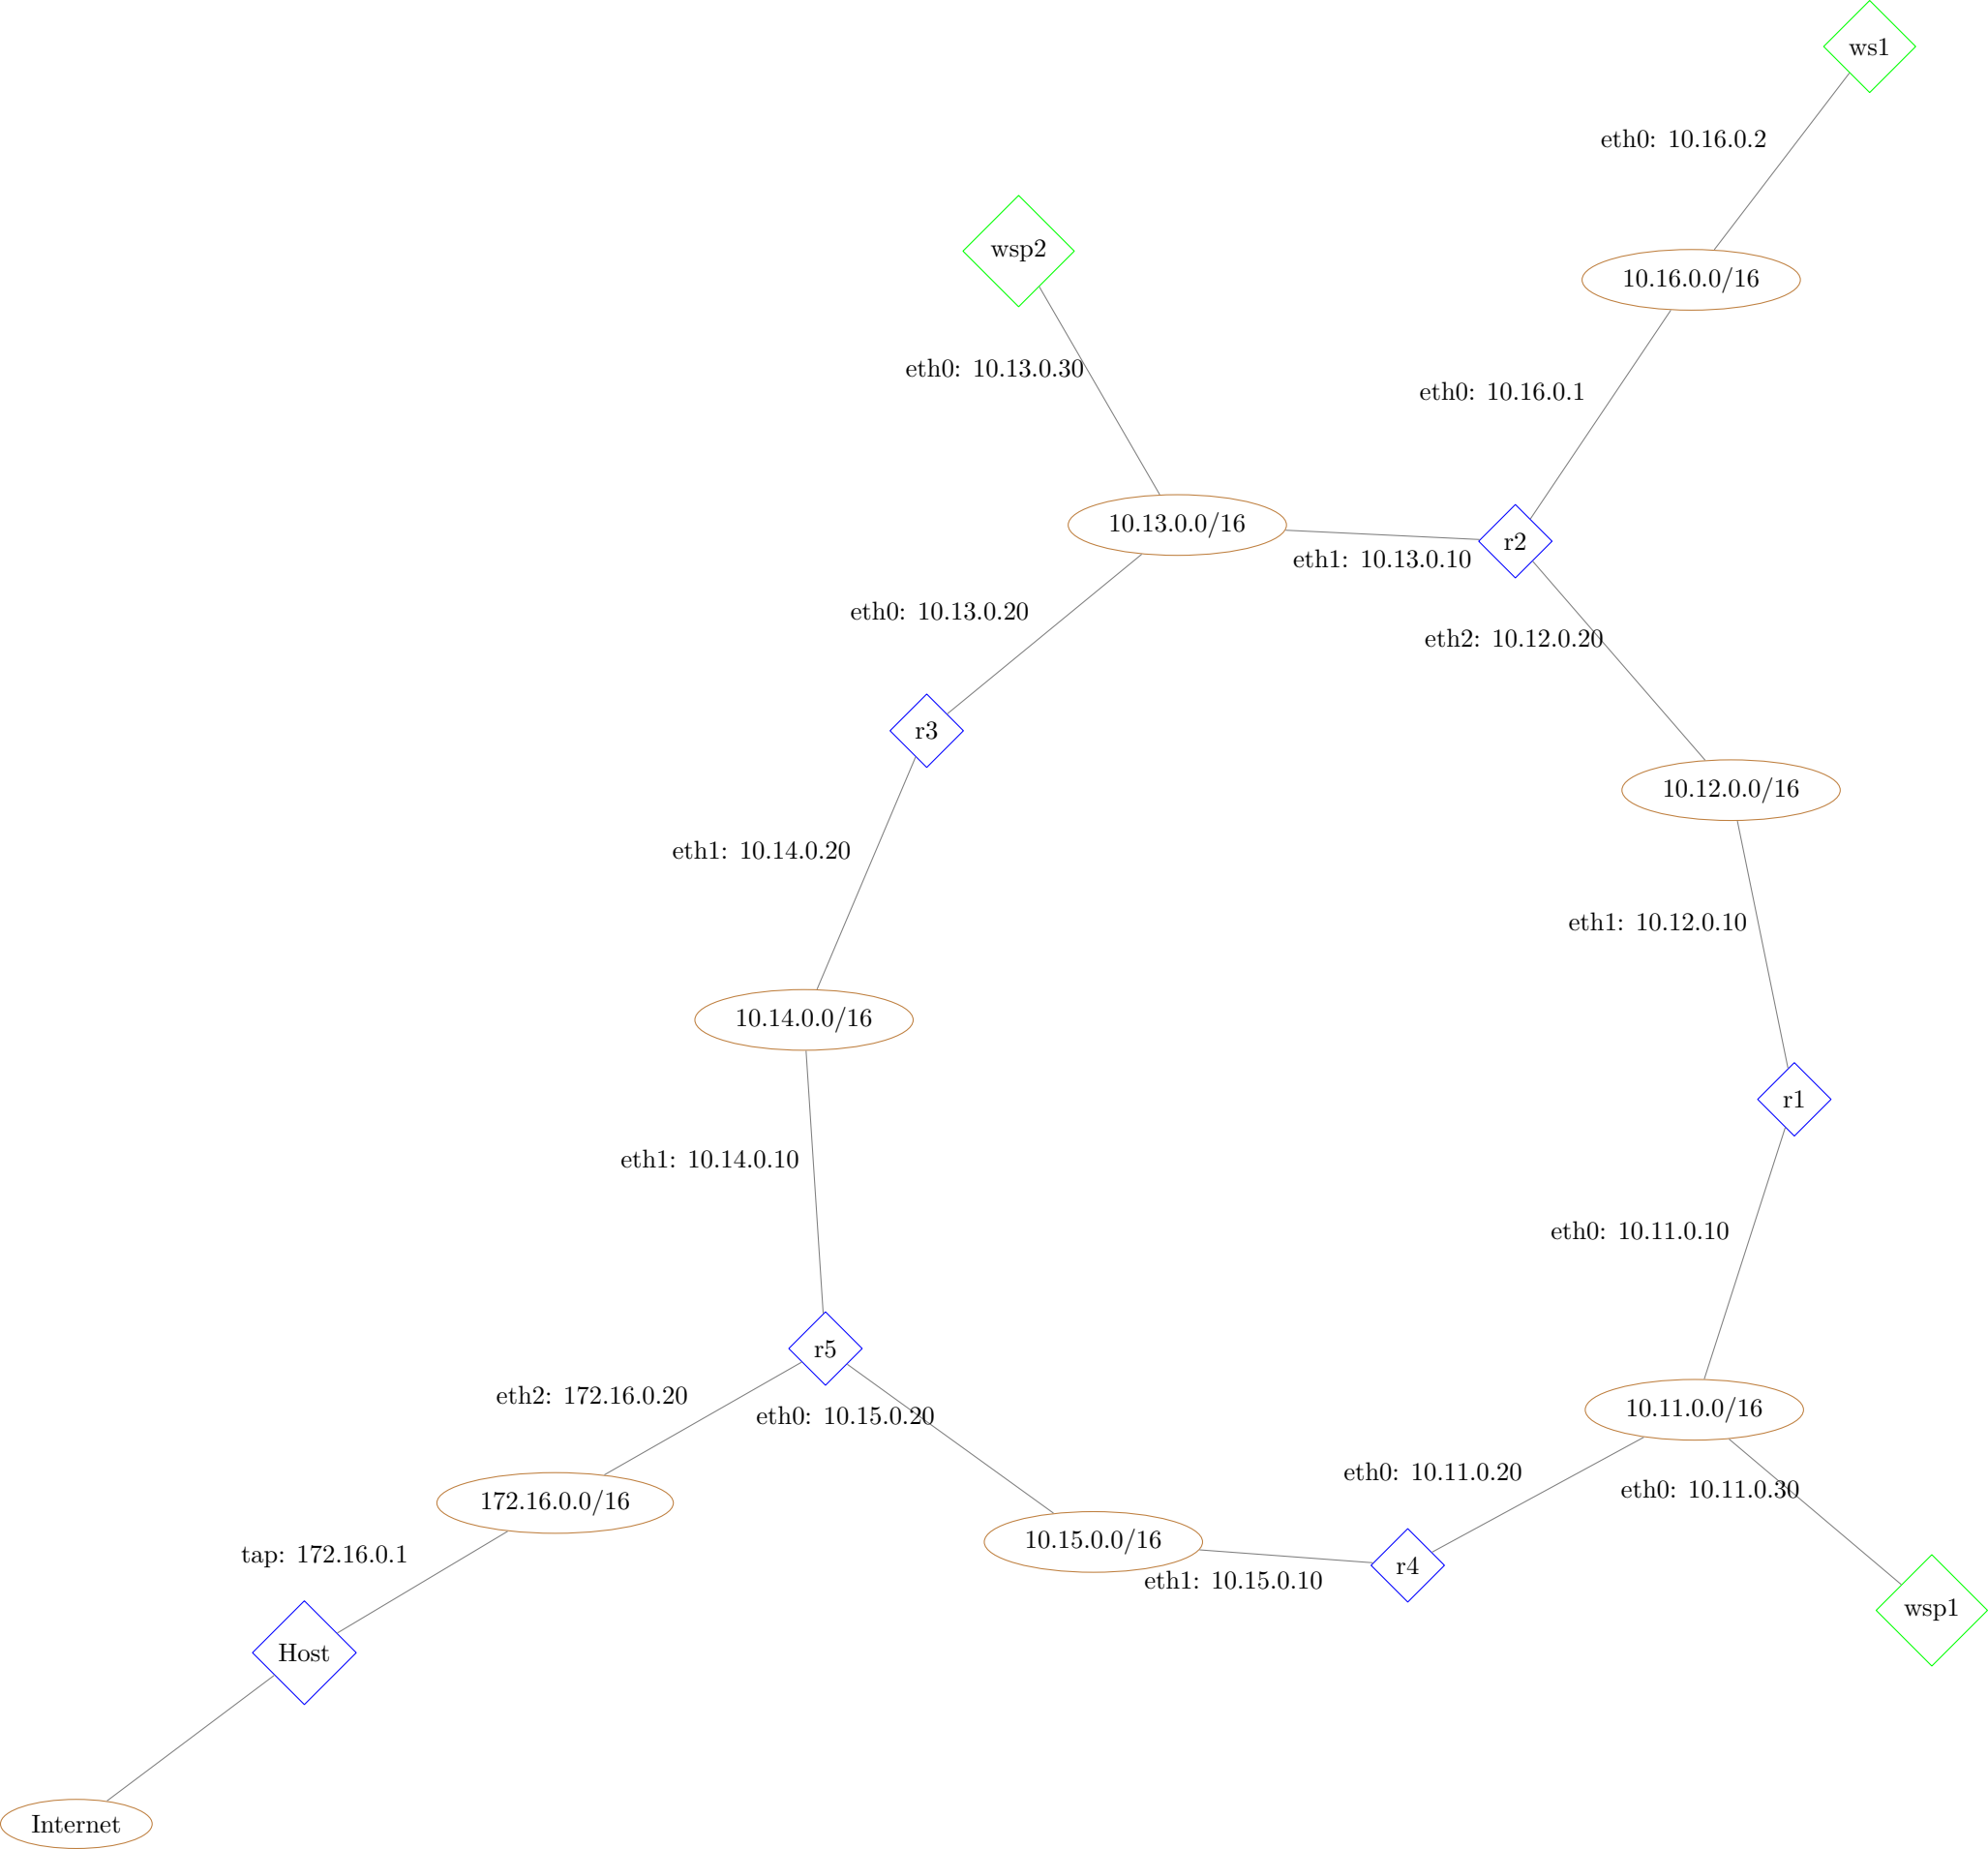 ws1
eth0: 10.16.0.2
wsp2
10.16.0.0/16
eth0: 10.13.0.30
eth0: 10.16.0.1
10.13.0.0/16
r2
eth1: 10.13.0.10
eth0: 10.13.0.20
eth2: 10.12.0.20
r3
10.12.0.0/16
eth1: 10.14.0.20
eth1: 10.12.0.10
10.14.0.0/16
r1
eth1: 10.14.0.10
eth0: 10.11.0.10
r5
eth2: 172.16.0.20
eth0: 10.15.0.20
10.11.0.0/16
eth0: 10.11.0.20
eth0: 10.11.0.30
172.16.0.0/16
10.15.0.0/16
tap: 172.16.0.1
r4
eth1: 10.15.0.10
wsp1
Host
Internet